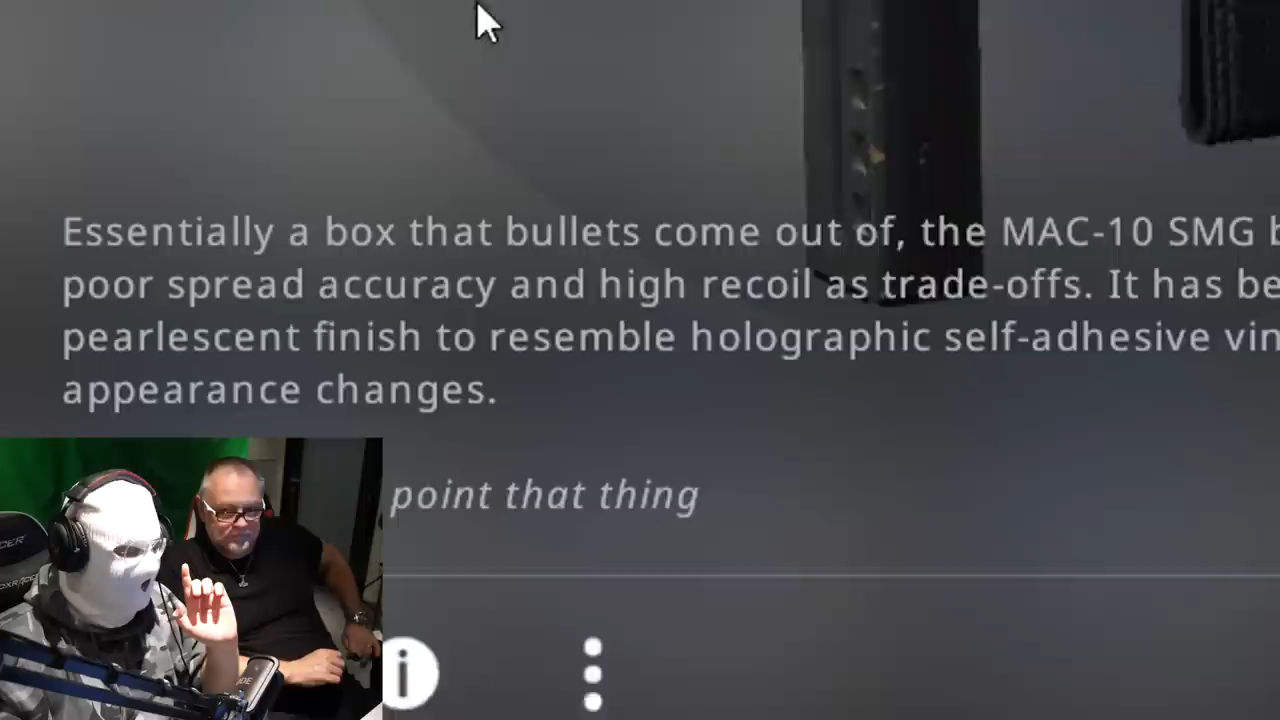 Essentially a box that bullets come out of, the MAC-10 SMG
poor spread accuracy and high recoil as trade-offs. It has be
pearlescent finish to resemble holographic self-adhesive vin
appearance changes.
point that thing